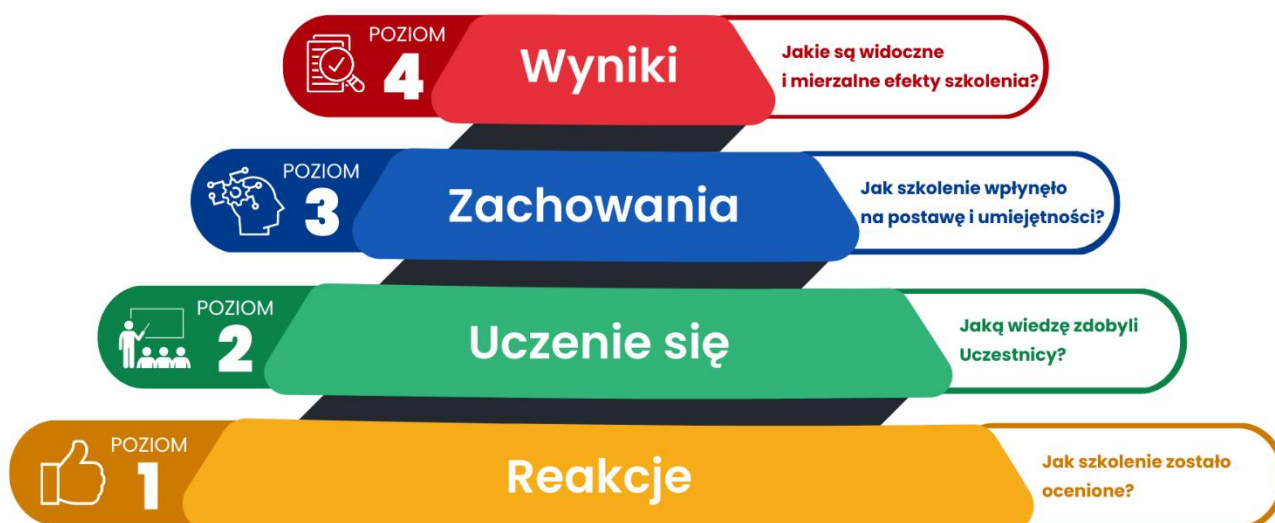 POZIOM
4
Wyniki
Jakie są widoczne
i mierzalne efekty szkolenia?
POZIOM
3
Zachowania
Jak szkolenie wpłynęło
na postawę i umiejętności?
POZIOM
2
Uczenie się
Jaką wiedzę zdobyli
Uczestnicy?
POZIOM
1
Reakcje
Jak szkolenie zostało
ocenione?